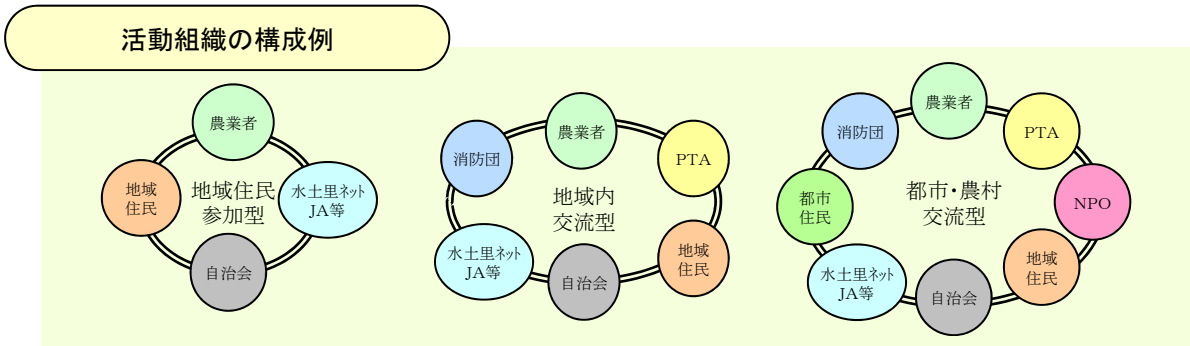 活動組織の構成例
農業者
地域
住民
地域住民
参加型
水土里ネット
JA等
自治会
農業者
消防団
PTA
地域内
交流型
水土里ネット
JA等
自治会
地域
住民
農業者
消防団
PTA
都市
住民
都市・農村
交流型
NPO
水土里ネット
JA等
自治会
地域
住民